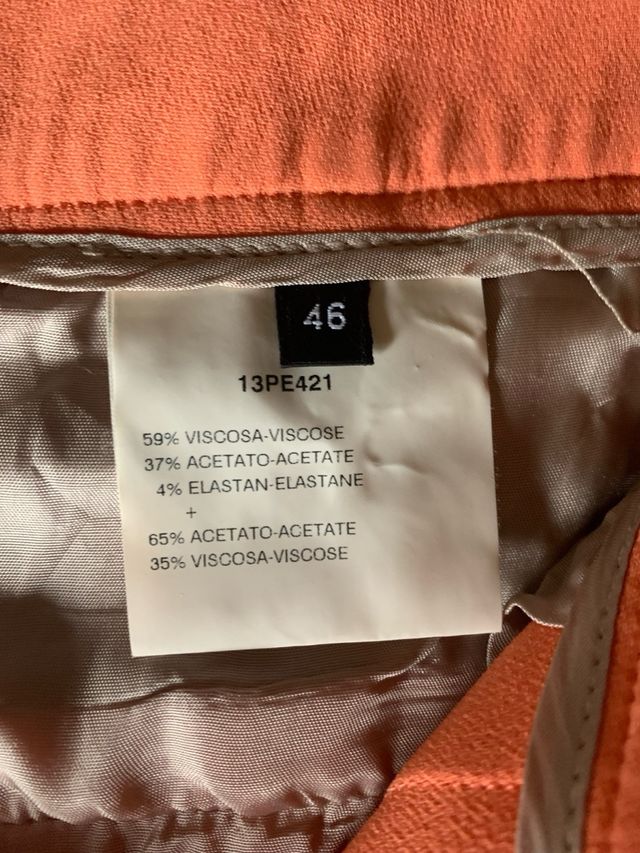 46
13PE421
59% VISCOSA-VISCOSE
37% ACETATO-ACETATE
4% ELASTAN-ELASTANE
+
65% ACETATO-ACETATE
35% VISCOSA-VISCOSE